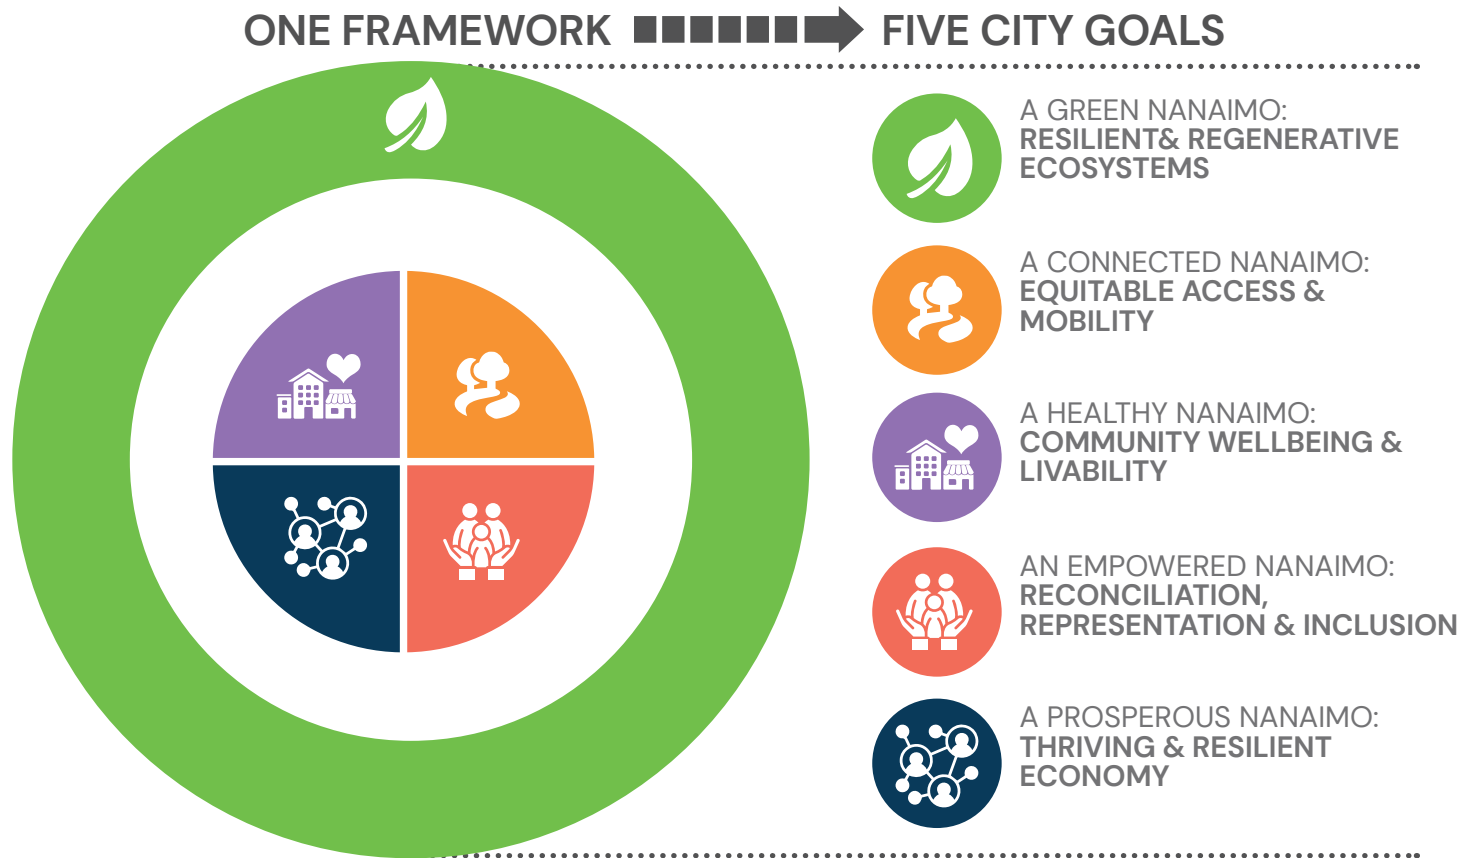 ONE FRAMEWORK FIVE CITY GOALS
A GREEN NANAIMO:
RESILIENT& REGENERATIVE
ECOSYSTEMS
A CONNECTED NANAIMO:
EQUITABLE ACCESS &
MOBILITY
A HEALTHY NANAIMO:
COMMUNITY WELLBEING &
LIVABILITY
AN EMPOWERED NANAIMO:
RECONCILIATION,
REPRESENTATION & INCLUSION
A PROSPEROUS NANAIMO:
THRIVING & RESILIENT
ECONOMY